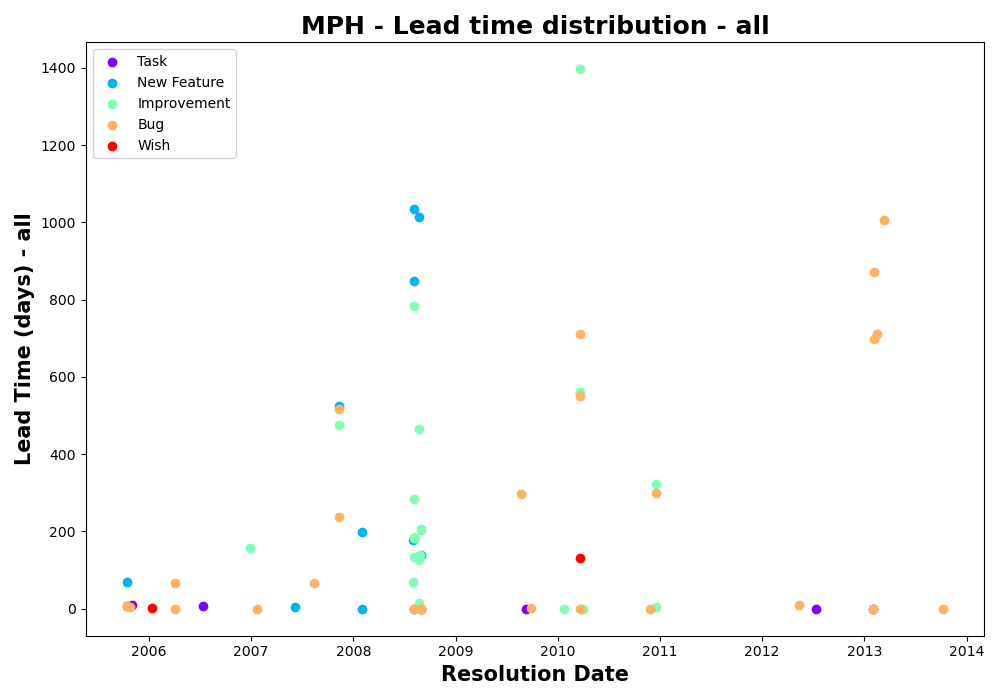 MPH - Lead time distribution - all
Task
New Feature
Improvement
Bug
Wish
1400
1200
1000
800
600
400
200
0
Lead Time (days) - all
2006 2007 2008 2009 2010 2011 2012 2013 2014
Resolution Date